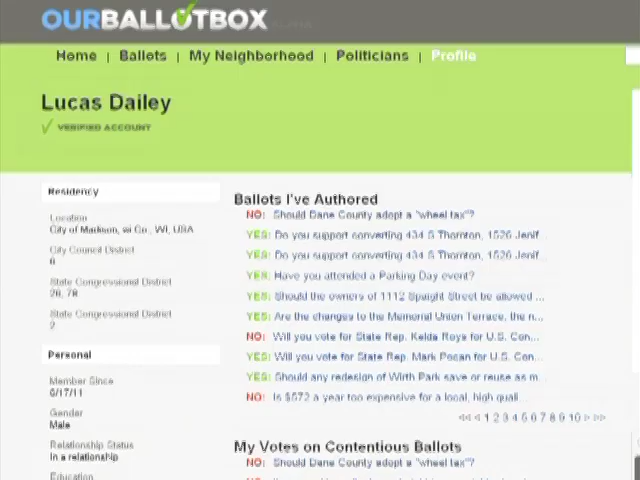 OURBALLOTBOX
Home | Ballots | My Neighborhood | Politicians | Profile
Lucas Dailey
VERIFIED ACCOUNT
Residency
Location
City of Madison, wi Co., WI, USA
City Council District
6
State Congressional District
26, 78
State Congressional District
2
Personal
Member Since
6/17/11
Gender
Male
Relationship Status
In a relationship
Education
Ballots I've Authored
NO: Should Dane County adopt a "wheel tax"?
YES: Do you support converting 434 S Thornton, 1526 Jenif...
YES: Do you support converting 434 S Thornton, 1526 Jenif...
YES: Have you attended a Parking Day event?
YES: Should the owners of 1112 Spaight Street be allowed ...
YES: Are the changes to the Memorial Union Terrace, the n...
NO: Will you vote for State Rep. Kelda Roys for U.S. Con...
YES: Will you vote for State Rep. Mark Pocan for U.S. Con...
YES: Should any redesign of Wirth Park save or reuse as m...
NO: Is $572 a year too expensive for a local, high quali...
<< < 1 2 3 4 5 6 7 8 9 10 > >>
My Votes on Contentious Ballots
NO: Should Dane County adopt a "wheel tax"?